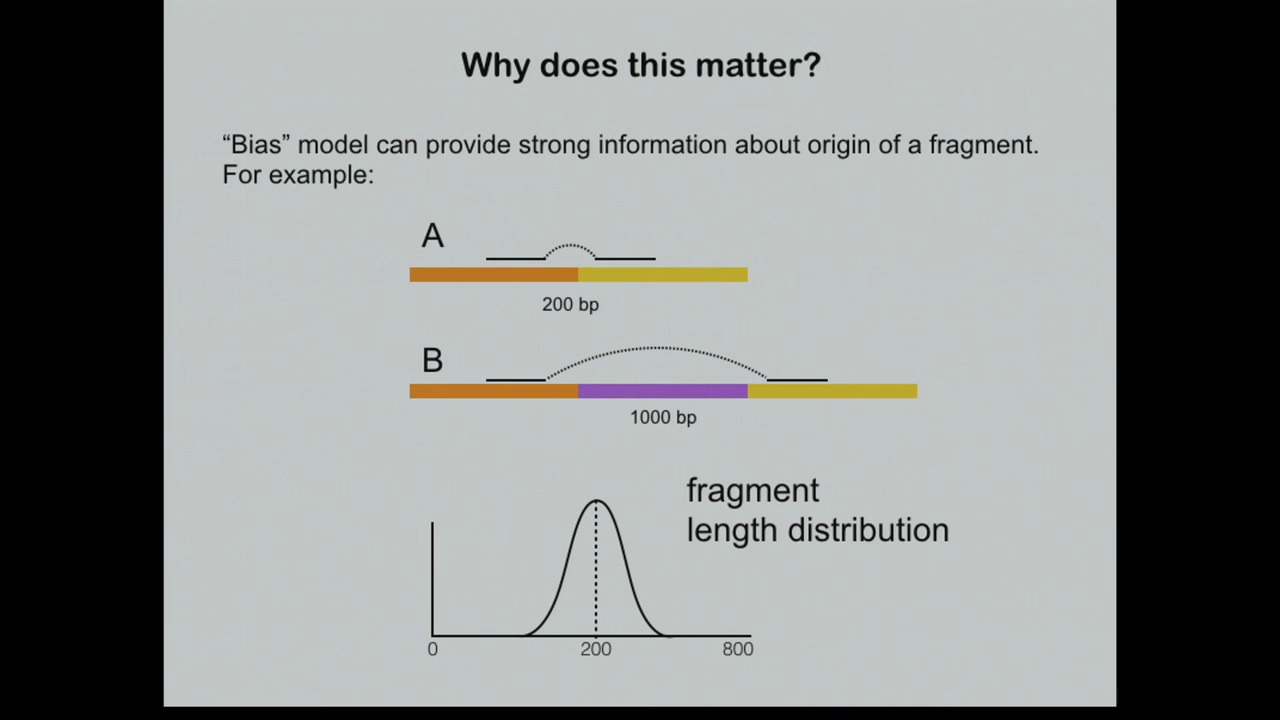 Why does this matter?
“Bias” model can provide strong information about origin of a fragment.
For example:
A
200 bp
B
1000 bp
fragment
length distribution
0 200 800